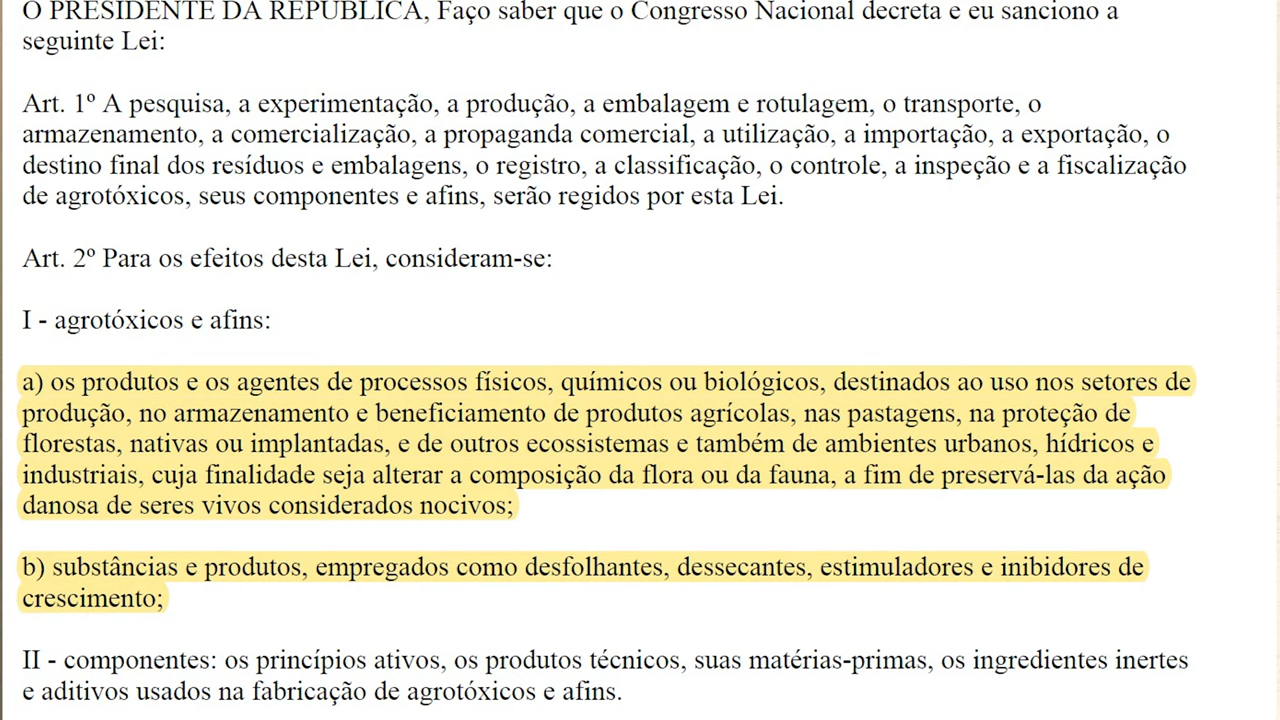 O PRESIDENTE DA REPÚBLICA, Faço saber que o Congresso Nacional decreta e eu sanciono a
seguinte Lei:
Art. 1º A pesquisa, a experimentação, a produção, a embalagem e rotulagem, o transporte, o
armazenamento, a comercialização, a propaganda comercial, a utilização, a importação, a exportação, o
destino final dos resíduos e embalagens, o registro, a classificação, o controle, a inspeção e a fiscalização
de agrotóxicos, seus componentes e afins, serão regidos por esta Lei.
Art. 2º Para os efeitos desta Lei, consideram-se:
I - agrotóxicos e afins:
a) os produtos e os agentes de processos físicos, químicos ou biológicos, destinados ao uso nos setores de
produção, no armazenamento e beneficiamento de produtos agrícolas, nas pastagens, na proteção de
florestas, nativas ou implantadas, e de outros ecossistemas e também de ambientes urbanos, hídricos e
industriais, cuja finalidade seja alterar a composição da flora ou da fauna, a fim de preservá-las da ação
danosa de seres vivos considerados nocivos;
b) substâncias e produtos, empregados como desfolhantes, dessecantes, estimuladores e inibidores de
crescimento;
II - componentes: os princípios ativos, os produtos técnicos, suas matérias-primas, os ingredientes inertes
e aditivos usados na fabricação de agrotóxicos e afins.